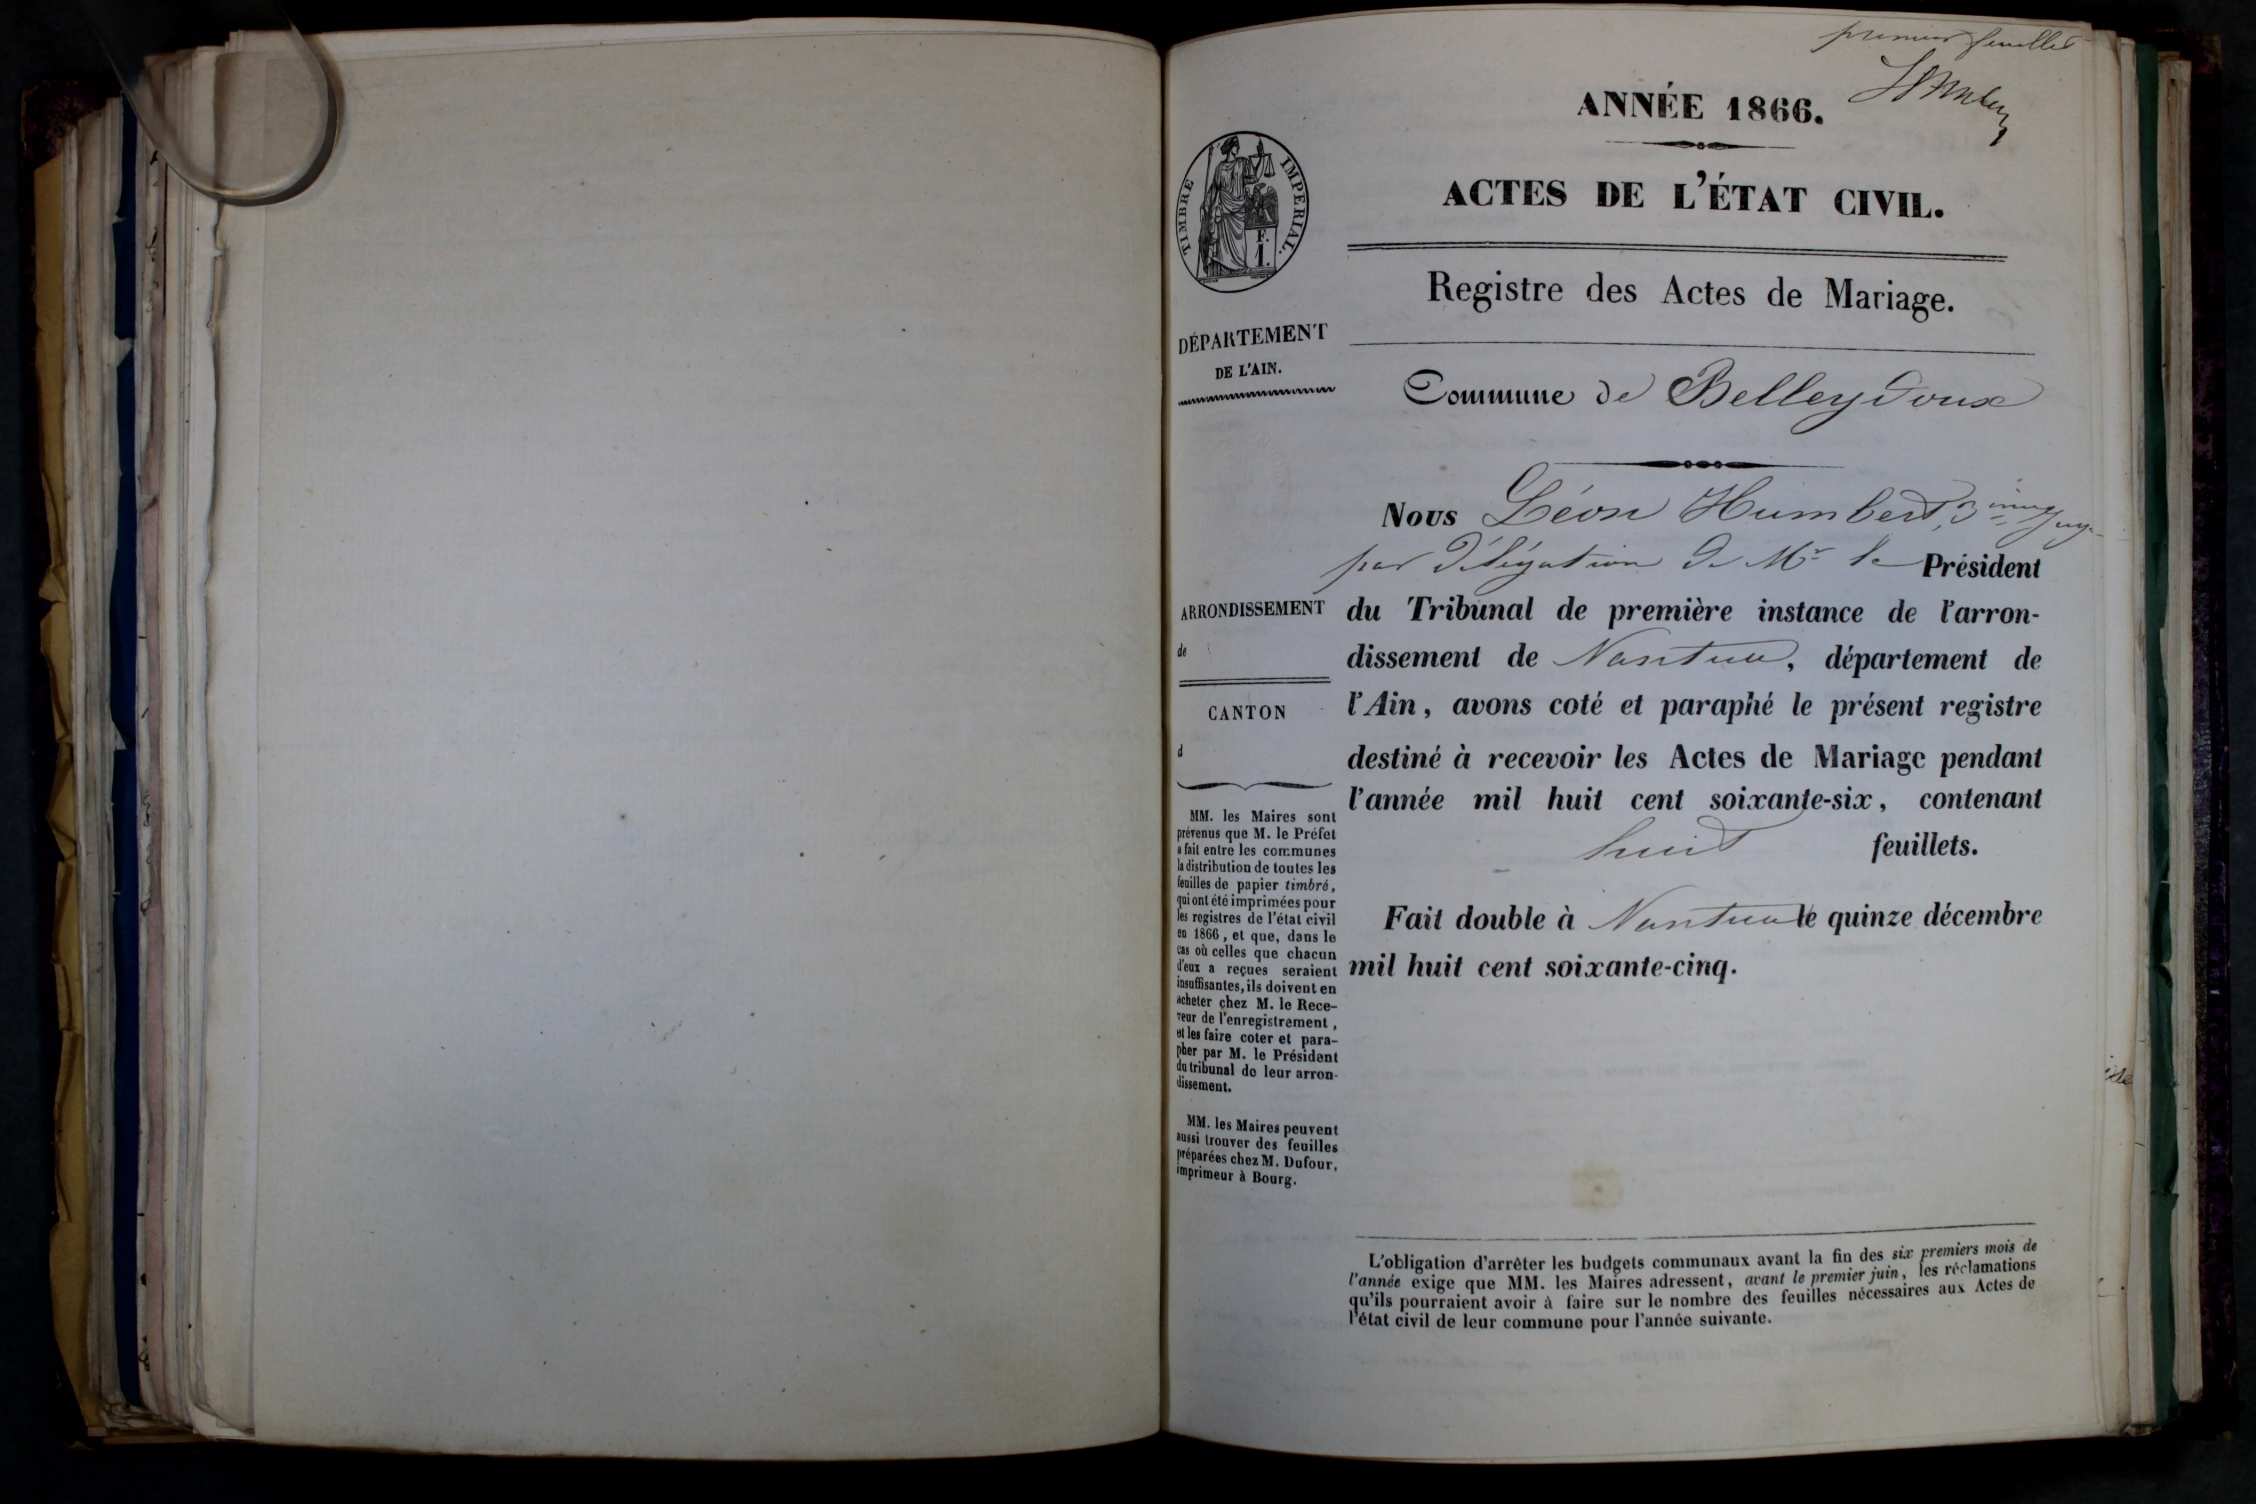 premier feuillet
LHumbert
ANNÉE 1866.
ACTES DE L'ÉTAT CIVIL.
Registre des Actes de Mariage.
TIMBRE IMPERIAL.
F.
1.
DÉPARTEMENT
DE L'AIN.
Commune de Belleydoux
Nous Léon Humbert, Juge
par délégation de Mr le Président
du Tribunal de première instance de l'arron-
dissement de Nantua, département de
l'Ain, avons coté et paraphé le présent registre
destiné à recevoir les Actes de Mariage pendant
l'année mil huit cent soixante-six, contenant
huit feuillets.
Fait double à Nantua le quinze décembre
mil huit cent soixante-cinq.
ARRONDISSEMENT
de
CANTON
d
MM. les Maires sont
prévenus que M. le Préfet
a fait entre les communes
la distribution de toutes les
feuilles de papier timbré,
qui ont été imprimées pour
les registres de l'état civil
en 1866, et que, dans le
cas où celles que chacun
d'eux a reçues seraient
insuffisantes, ils doivent en
acheter chez M. le Rece-
veur de l'enregistrement,
et les faire coter et para-
pher par M. le Président
du tribunal de leur arron-
dissement.
MM. les Maires peuvent
aussi trouver des feuilles
préparées chez M. Dufour,
imprimeur à Bourg.
L'obligation d'arrêter les budgets communaux avant la fin des six premiers mois de
l'année exige que MM. les Maires adressent, avant le premier juin, les réclamations
qu'ils pourraient avoir à faire sur le nombre des feuilles nécessaires aux Actes de
l'état civil de leur commune pour l'année suivante.